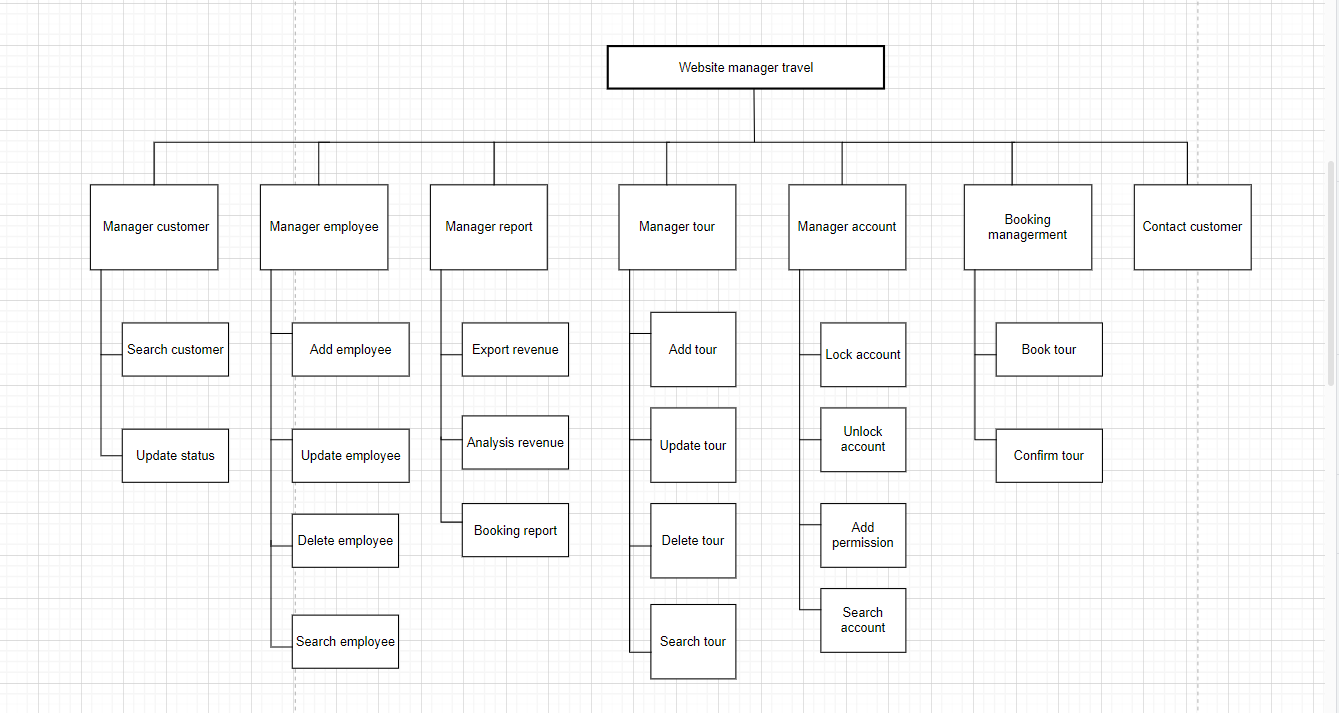 Website manager travel
Manager customer
Manager employee
Manager report
Manager tour
Manager account
Booking
managerment
Contact customer
Search customer
Update status
Add employee
Update employee
Delete employee
Search employee
Export revenue
Analysis revenue
Booking report
Add tour
Update tour
Delete tour
Search tour
Lock account
Unlock
account
Add
permission
Search
account
Book tour
Confirm tour